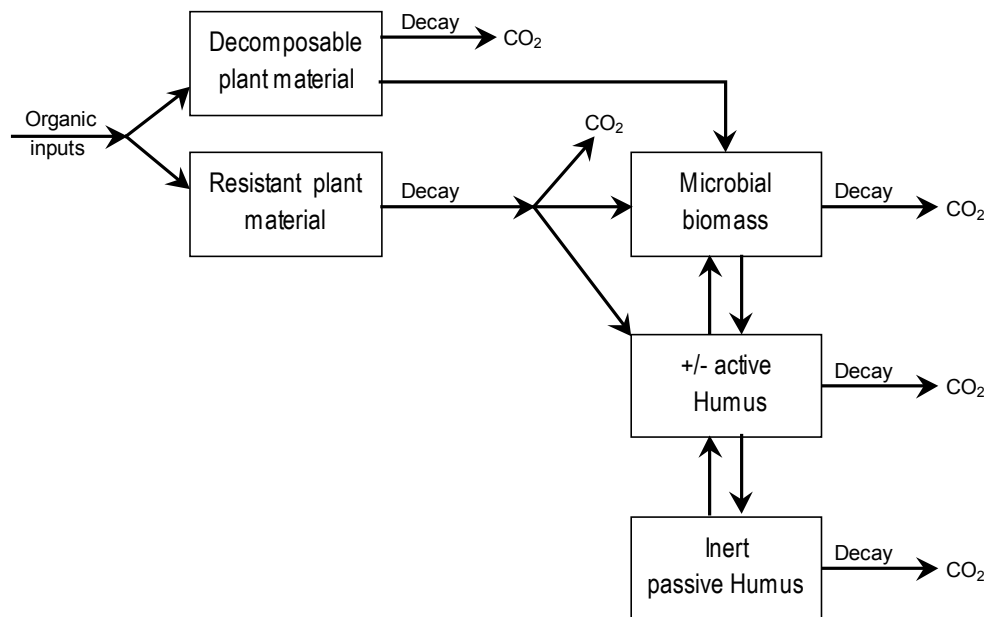 Decay
CO₂
Decomposable
plant material
Organic
inputs
CO₂
Resistant plant
material
Decay
Microbial
biomass
Decay
CO₂
+/- active
Humus
Decay
CO₂
Inert
passive Humus
Decay
CO₂